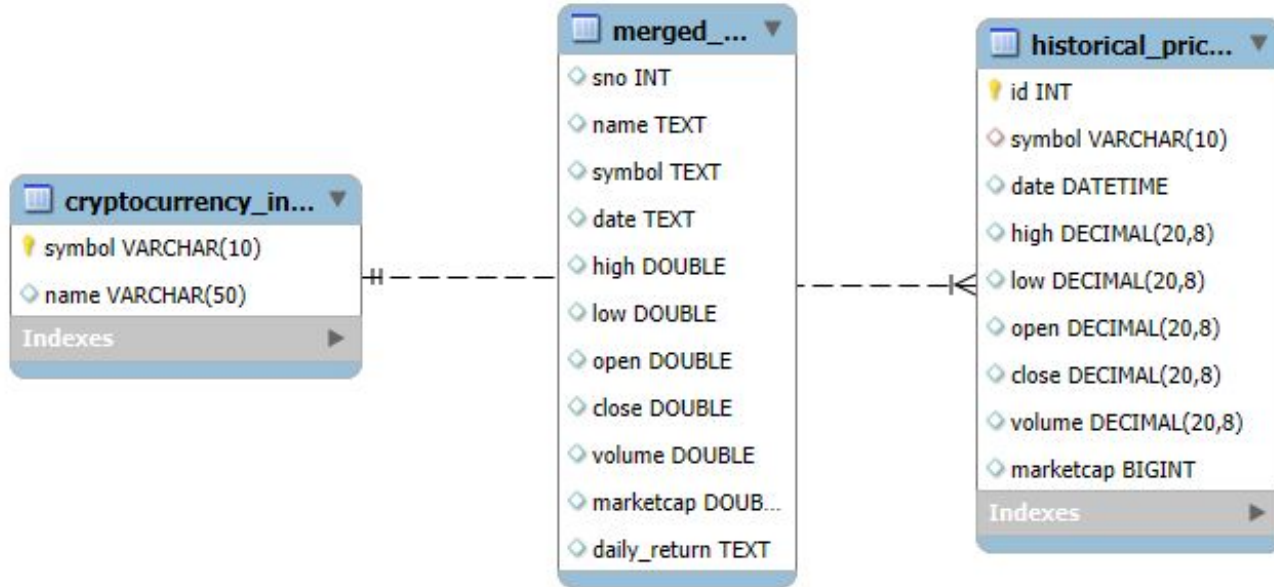 cryptocurrency_in...
symbol VARCHAR(10)
name VARCHAR(50)
Indexes
merged_...
sno INT
name TEXT
symbol TEXT
date TEXT
high DOUBLE
low DOUBLE
open DOUBLE
close DOUBLE
volume DOUBLE
marketcap DOUB...
daily_return TEXT
historical_pric...
id INT
symbol VARCHAR(10)
date DATETIME
high DECIMAL(20,8)
low DECIMAL(20,8)
open DECIMAL(20,8)
close DECIMAL(20,8)
volume DECIMAL(20,8)
marketcap BIGINT
Indexes